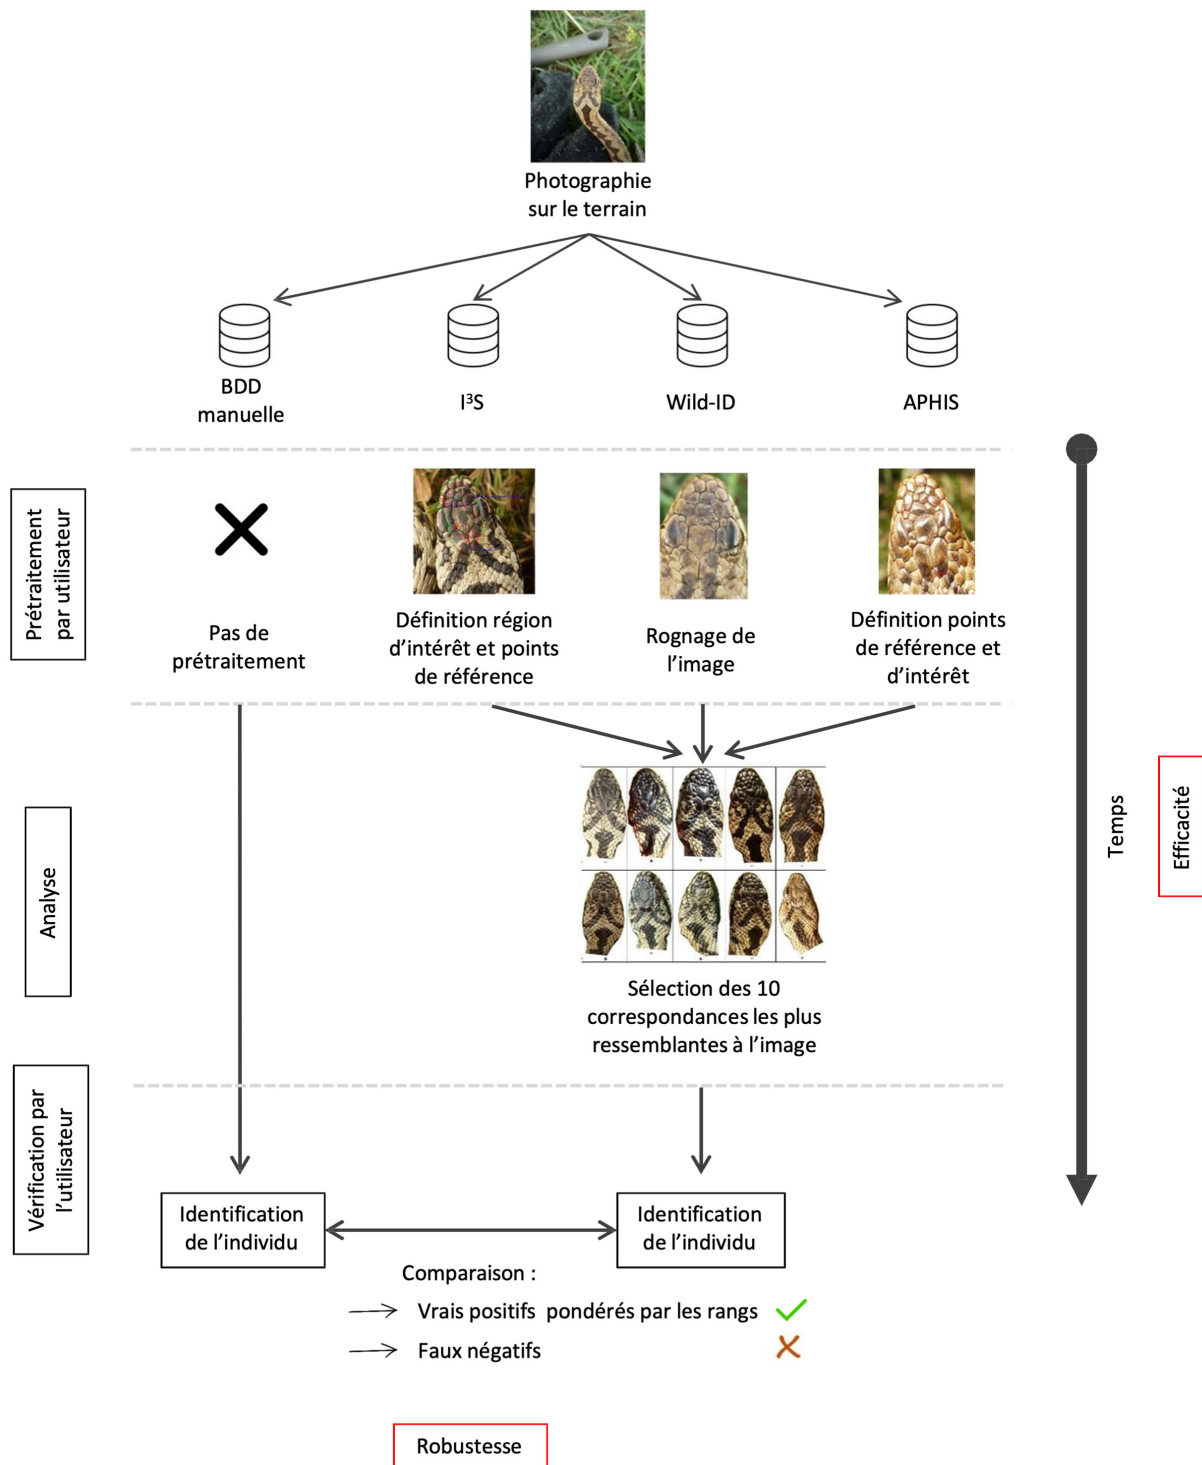 Photographie
sur le terrain
BDD
manuelle
I³S
Wild-ID
APHIS
Prétraitement
par utilisateur
Pas de
prétraitement
Définition région
d'intérêt et points
de référence
Rognage de
l'image
Définition points
de référence et
d'intérêt
Analyse
Sélection des 10
correspondances les plus
ressemblantes à l'image
Temps
Efficacité
Vérification par
l'utilisateur
Identification
de l'individu
Identification
de l'individu
Comparaison :
Vrais positifs pondérés par les rangs
Faux négatifs
Robustesse